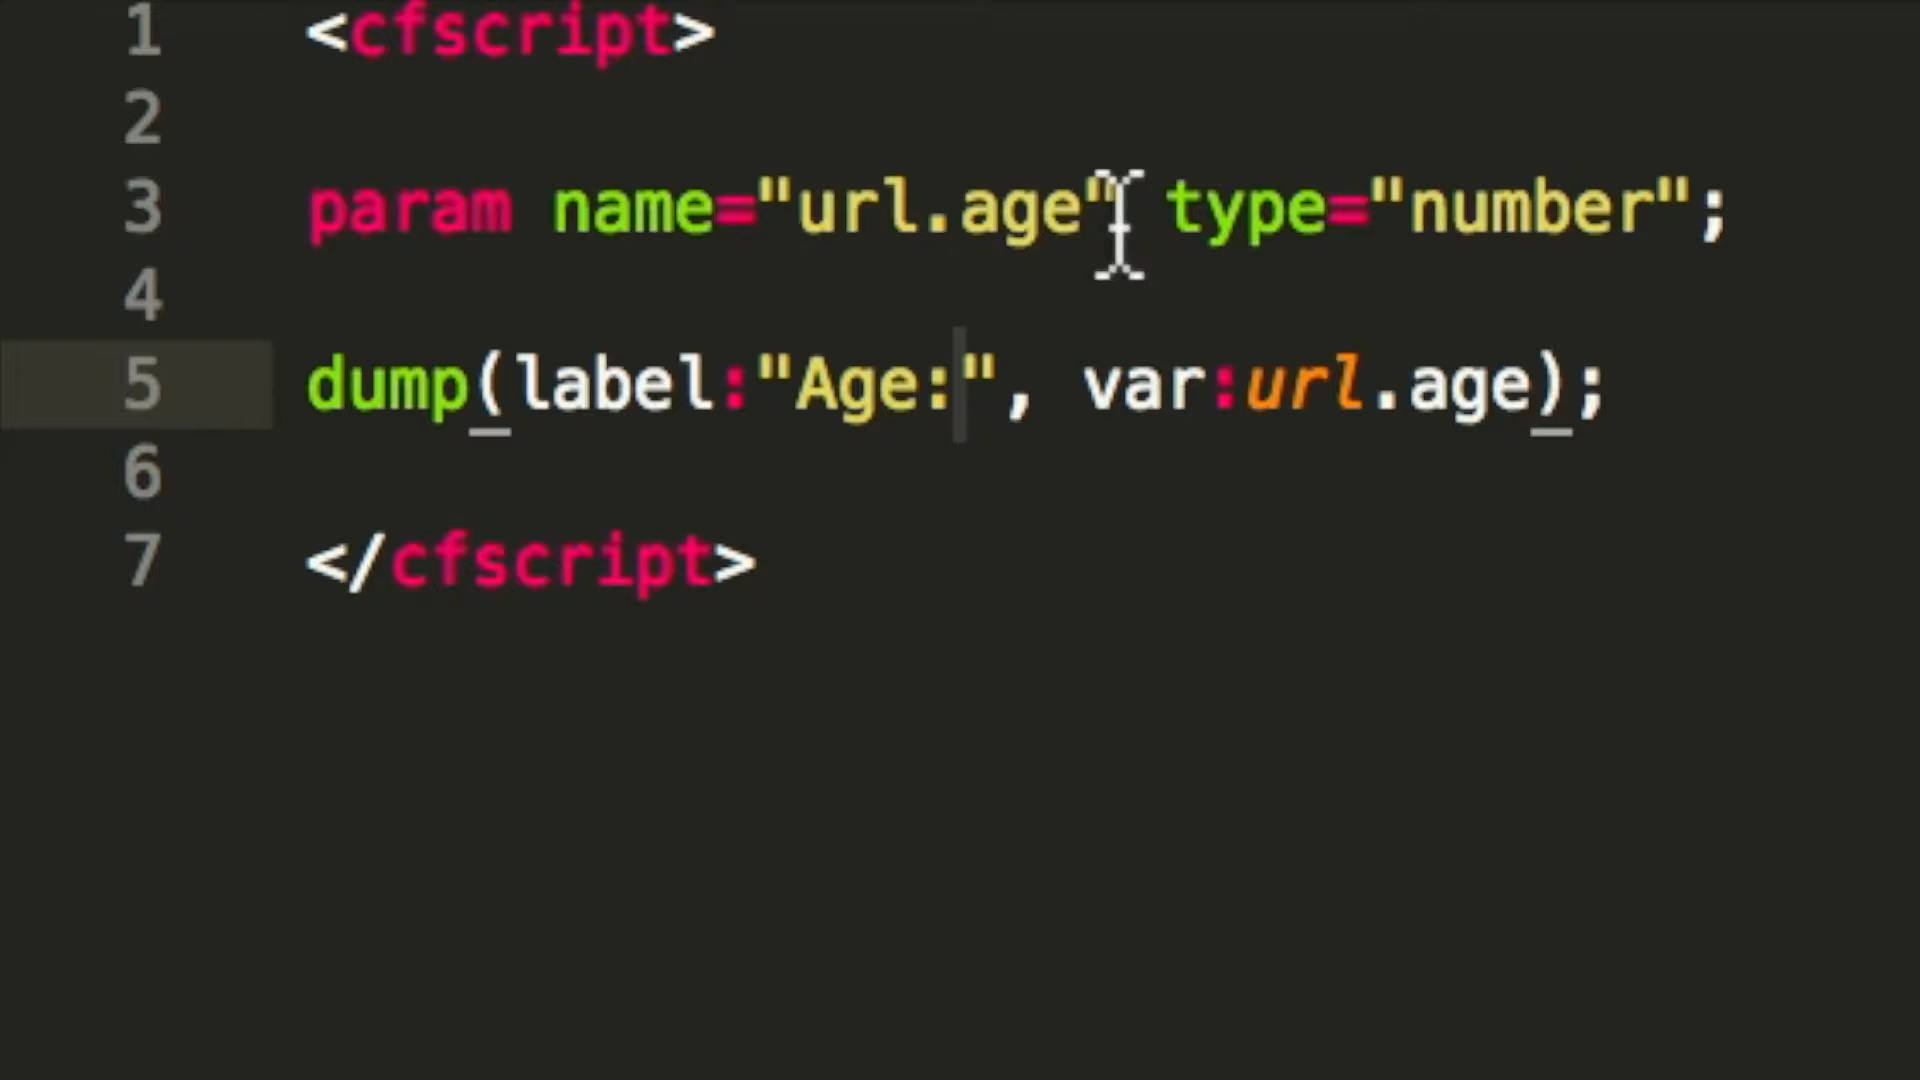 1 <cfscript>
2
3 param name="url.age" type="number";
4
5 dump(label:"Age:", var:url.age);
6
7 </cfscript>